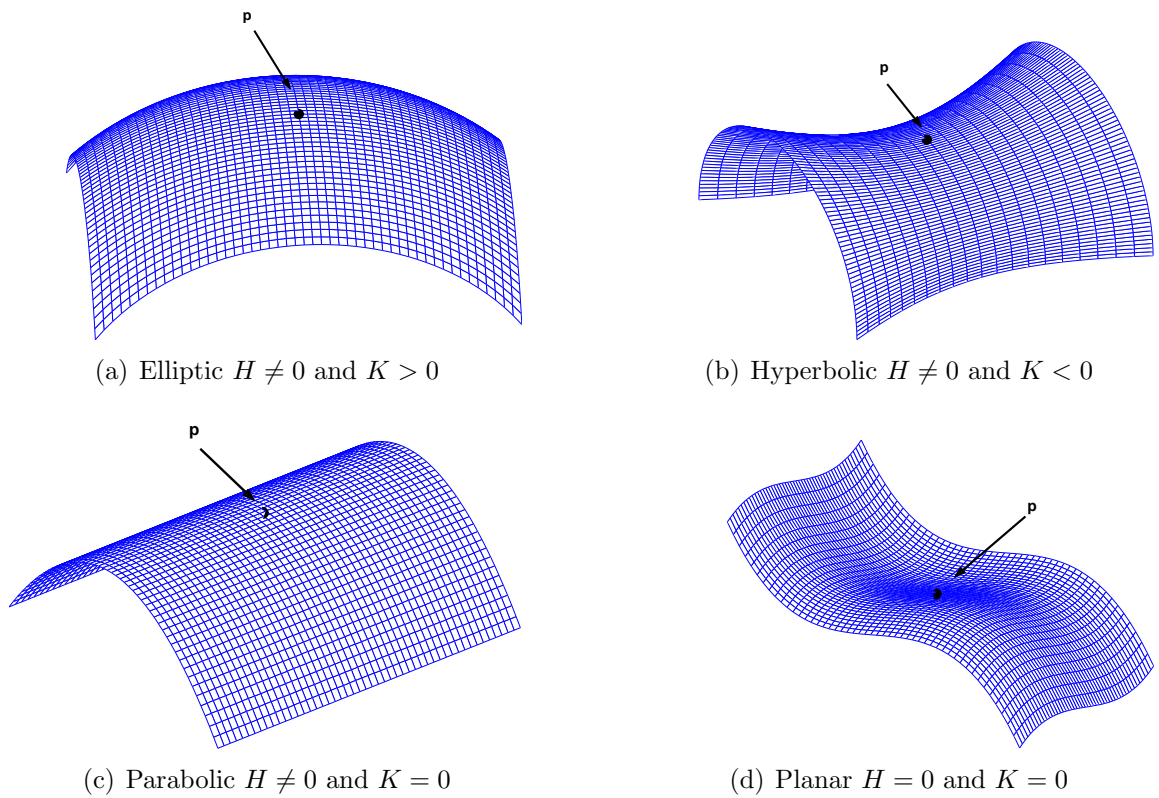 p
p
(a) Elliptic H ≠ 0 and K > 0
(b) Hyperbolic H ≠ 0 and K < 0
p
p
(c) Parabolic H ≠ 0 and K = 0
(d) Planar H = 0 and K = 0